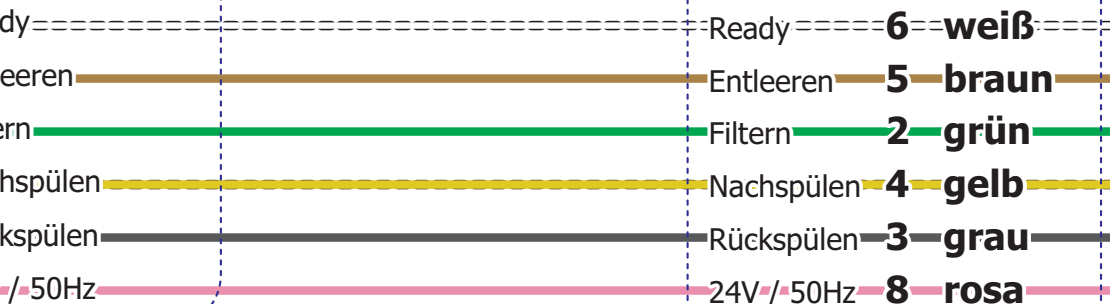 dy Ready 6 weiß
eeren Entleeren 5 braun
ern Filtern 2 grün
hspülen Nachspülen 4 gelb
kspülen Rückspülen 3 grau
/ 50Hz 24V / 50Hz 8 rosa